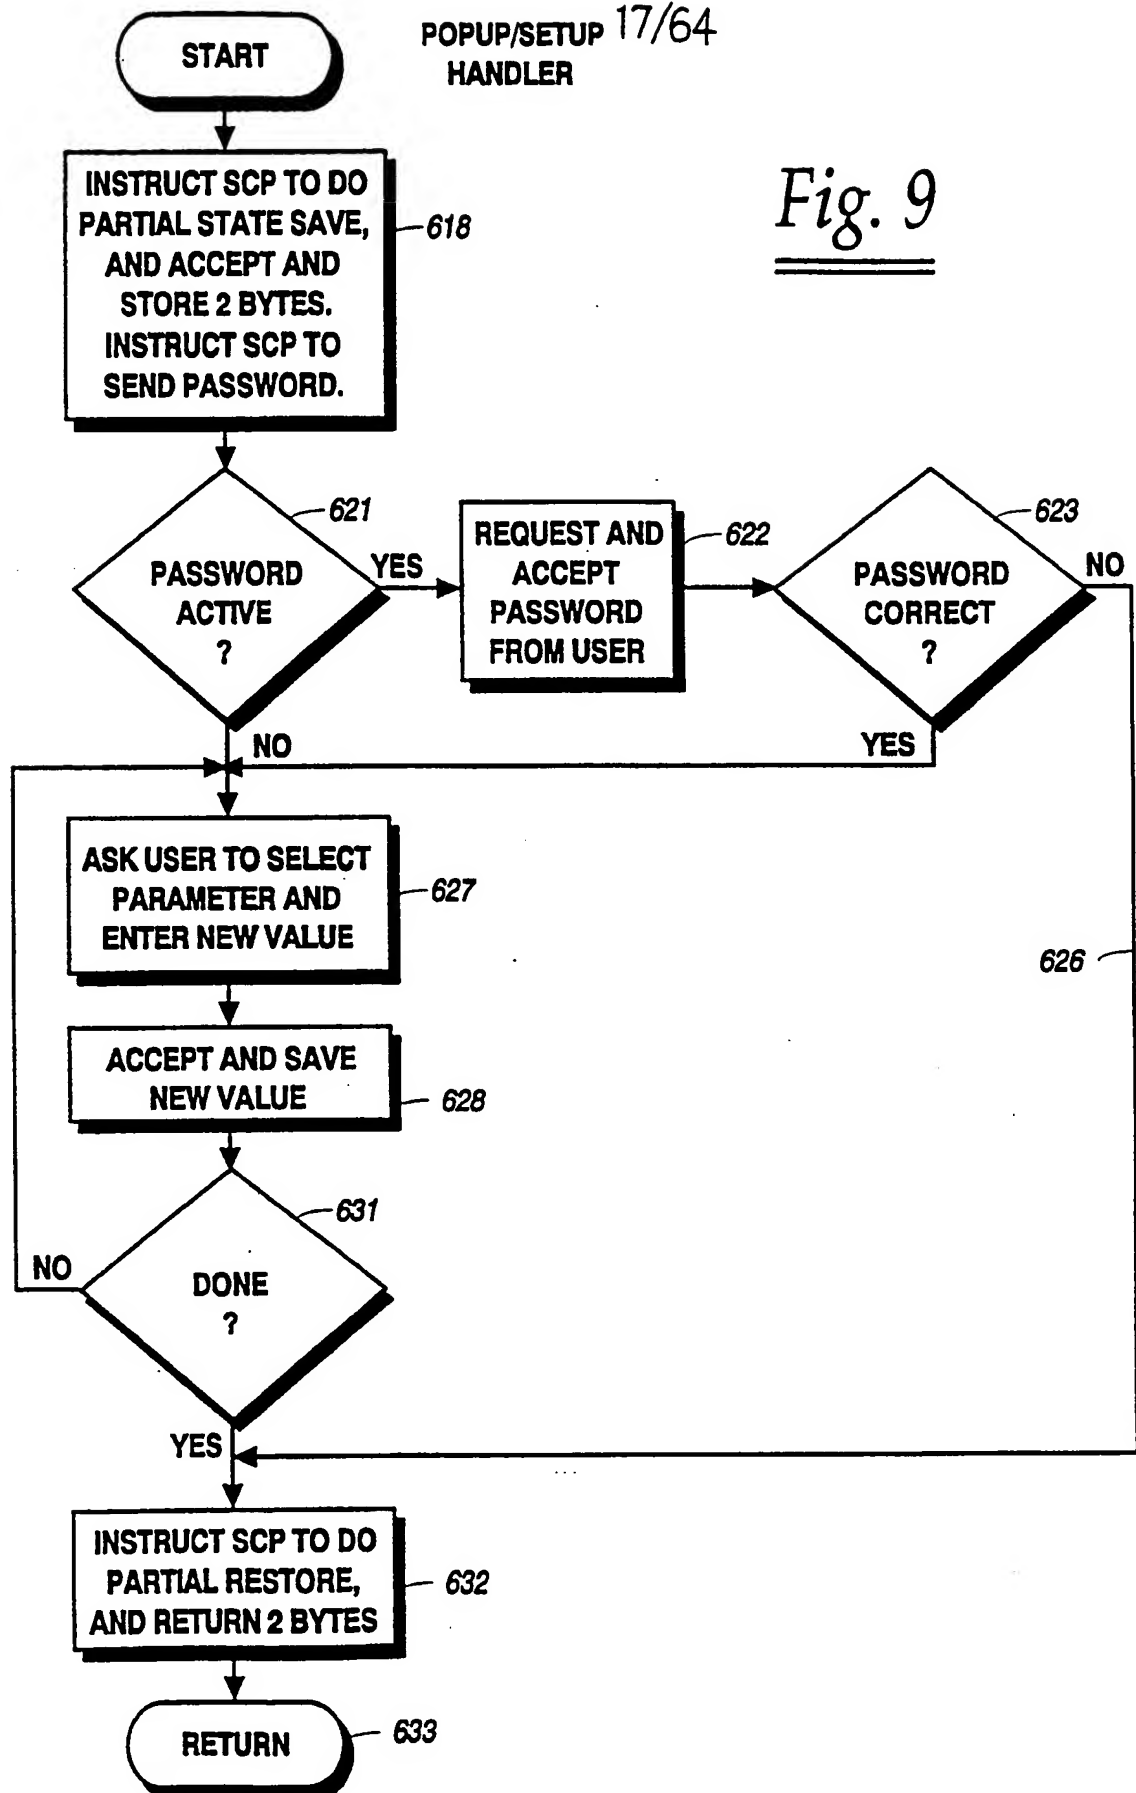 START
POPUP/SETUP 17/64
HANDLER
Fig. 9
INSTRUCT SCP TO DO
PARTIAL STATE SAVE,
AND ACCEPT AND
STORE 2 BYTES.
INSTRUCT SCP TO
SEND PASSWORD.
618
PASSWORD
ACTIVE
?
621
YES
NO
REQUEST AND
ACCEPT
PASSWORD
FROM USER
622
PASSWORD
CORRECT
?
623
NO
YES
626
ASK USER TO SELECT
PARAMETER AND
ENTER NEW VALUE
627
ACCEPT AND SAVE
NEW VALUE
628
DONE
?
631
NO
YES
INSTRUCT SCP TO DO
PARTIAL RESTORE,
AND RETURN 2 BYTES
632
RETURN
633